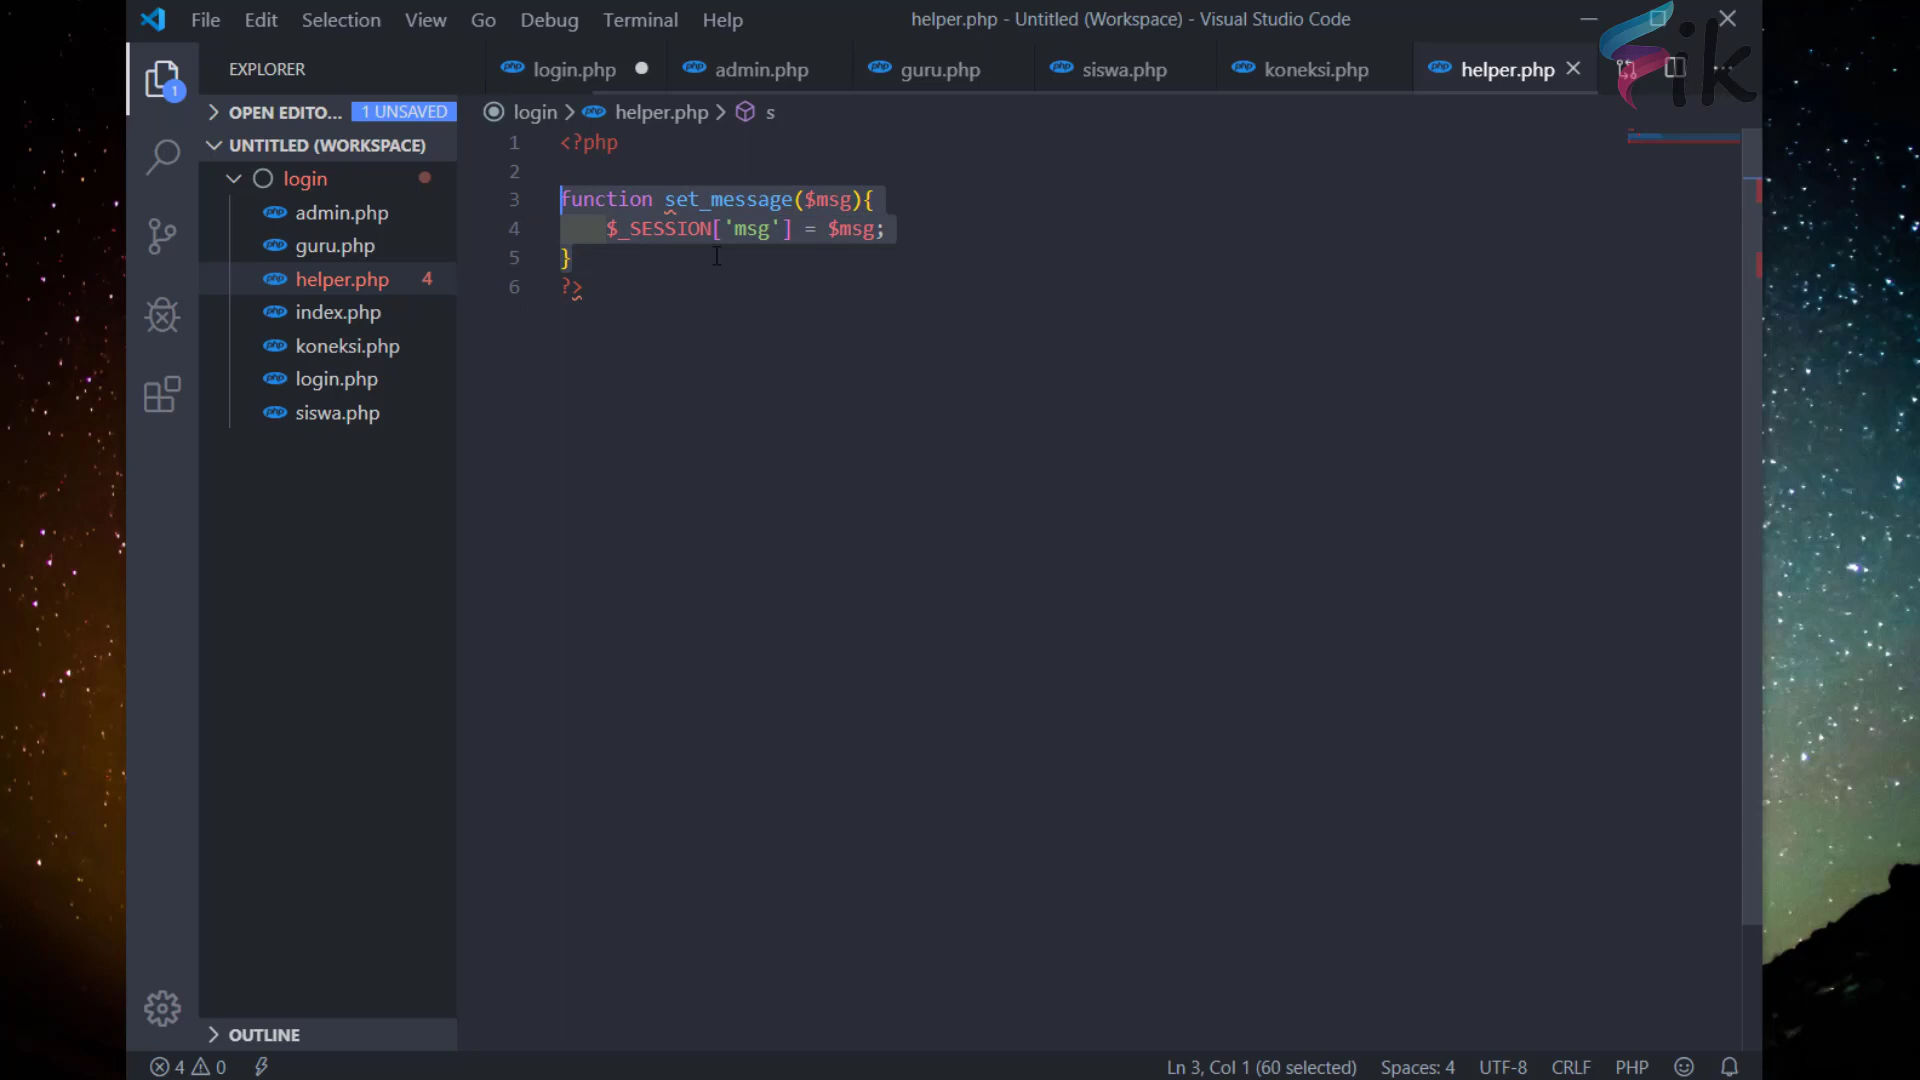 File Edit Selection View Go Debug Terminal Help
helper.php - Untitled (Workspace) - Visual Studio Code
ik
EXPLORER
login.php
admin.php
guru.php
siswa.php
koneksi.php
helper.php
OPEN EDITO... 1 UNSAVED
login > helper.php > s
UNTITLED (WORKSPACE)
login
admin.php
guru.php
helper.php 4
index.php
koneksi.php
login.php
siswa.php
1
1 <?php
2
3 function set_message($msg){
4 $_SESSION['msg'] = $msg;
5 }
6 ?>
OUTLINE
4 0
Ln 3, Col 1 (60 selected) Spaces: 4 UTF-8 CRLF PHP